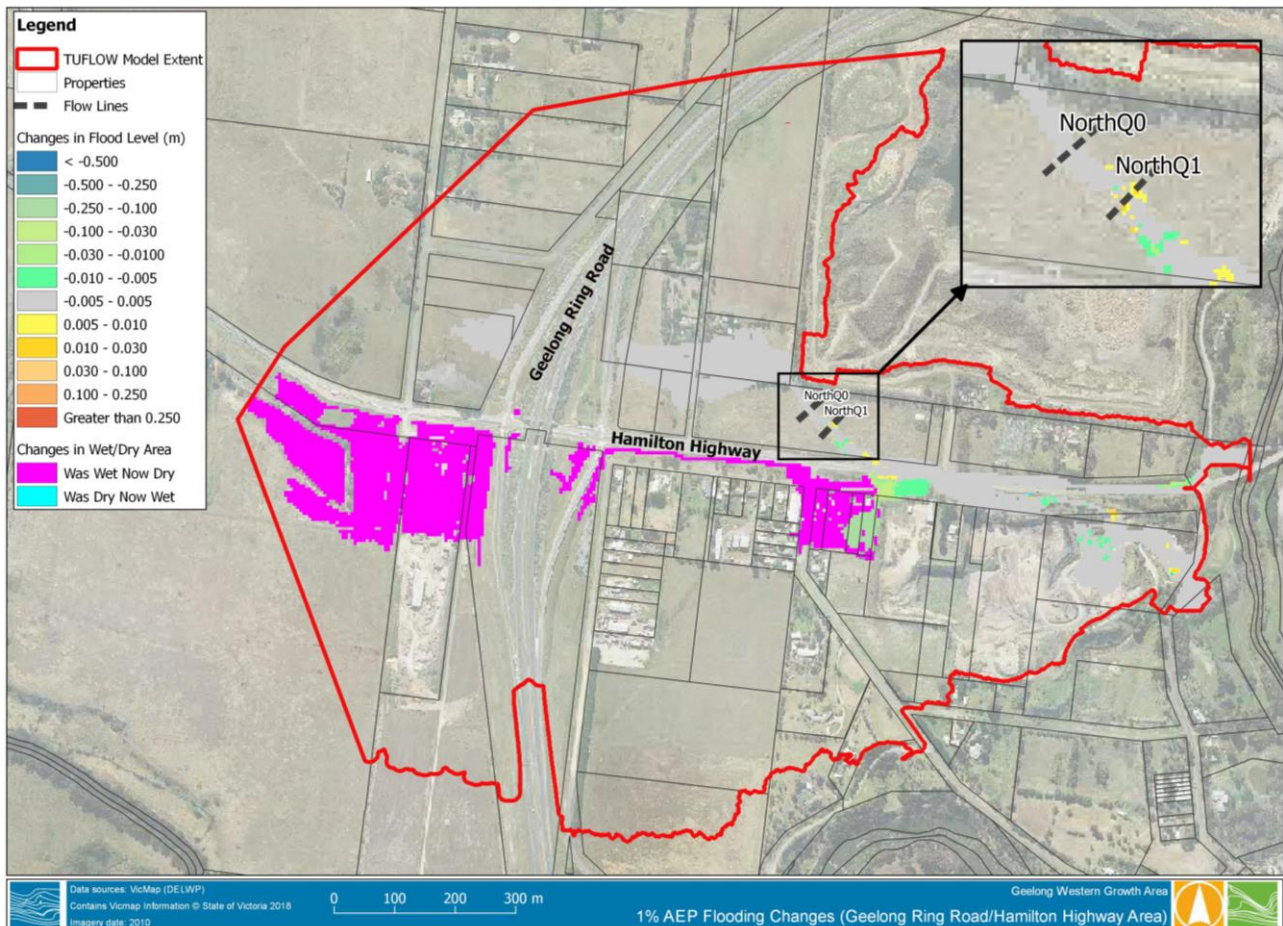 Legend
TUFLOW Model Extent
Properties
Flow Lines
Changes in Flood Level (m)
< -0.500
-0.500 - -0.250
-0.250 - -0.100
-0.100 - -0.030
-0.030 - -0.0100
-0.010 - -0.005
-0.005 - 0.005
0.005 - 0.010
0.010 - 0.030
0.030 - 0.100
0.100 - 0.250
Greater than 0.250
Changes in Wet/Dry Area
Was Wet Now Dry
Was Dry Now Wet
NorthQ0
NorthQ1
Geelong Ring Road
NorthQ0
NorthQ1
Hamilton Highway
Data sources: VicMap (DELWP)
Contains Vicmap Information © State of Victoria 2018
Imagery date: 2010
0 100 200 300 m
Geelong Western Growth Area
1% AEP Flooding Changes (Geelong Ring Road/Hamilton Highway Area)